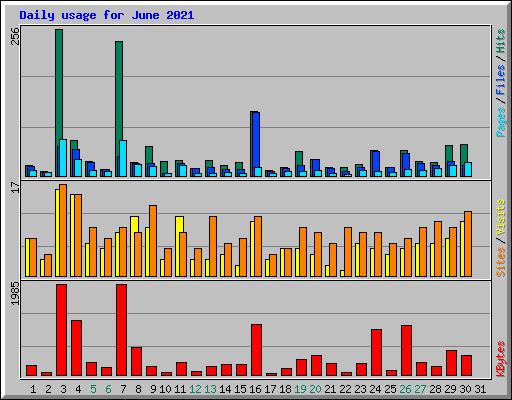 Daily usage for June 2021
256
Pages / Files / Hits
17
Sites / Visits
1985
KBytes
1 2 3 4 5 6 7 8 9 10 11 12 13 14 15 16 17 18 19 20 21 22 23 24 25 26 27 28 29 30 31